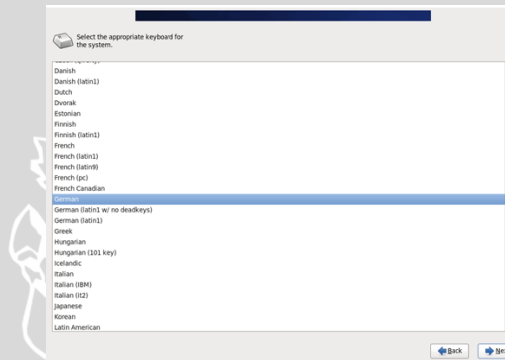 Select the appropriate keyboard for
the system.
Danish
Danish (latin1)
Dutch
Dvorak
Estonian
Finnish
Finnish (latin1)
French
French (latin1)
French (latin9)
French (pc)
French Canadian
German
German (latin1 w/ no deadkeys)
German (latin1)
Greek
Hungarian
Hungarian (101 key)
Icelandic
Italian
Italian (IBM)
Italian (it2)
Japanese
Korean
Latin American
Back